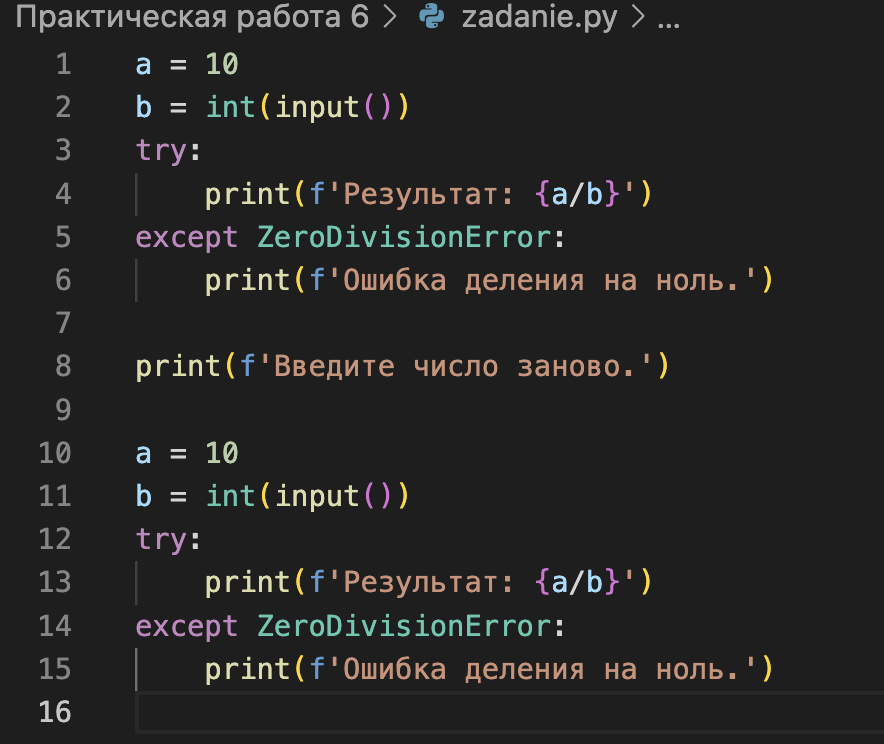 Практическая работа 6 > zadanie.py > ...
1 a = 10
2 b = int(input())
3 try:
4     print(f'Результат: {a/b}')
5 except ZeroDivisionError:
6     print(f'Ошибка деления на ноль.')
7
8 print(f'Введите число заново.')
9
10 a = 10
11 b = int(input())
12 try:
13     print(f'Результат: {a/b}')
14 except ZeroDivisionError:
15     print(f'Ошибка деления на ноль.')
16